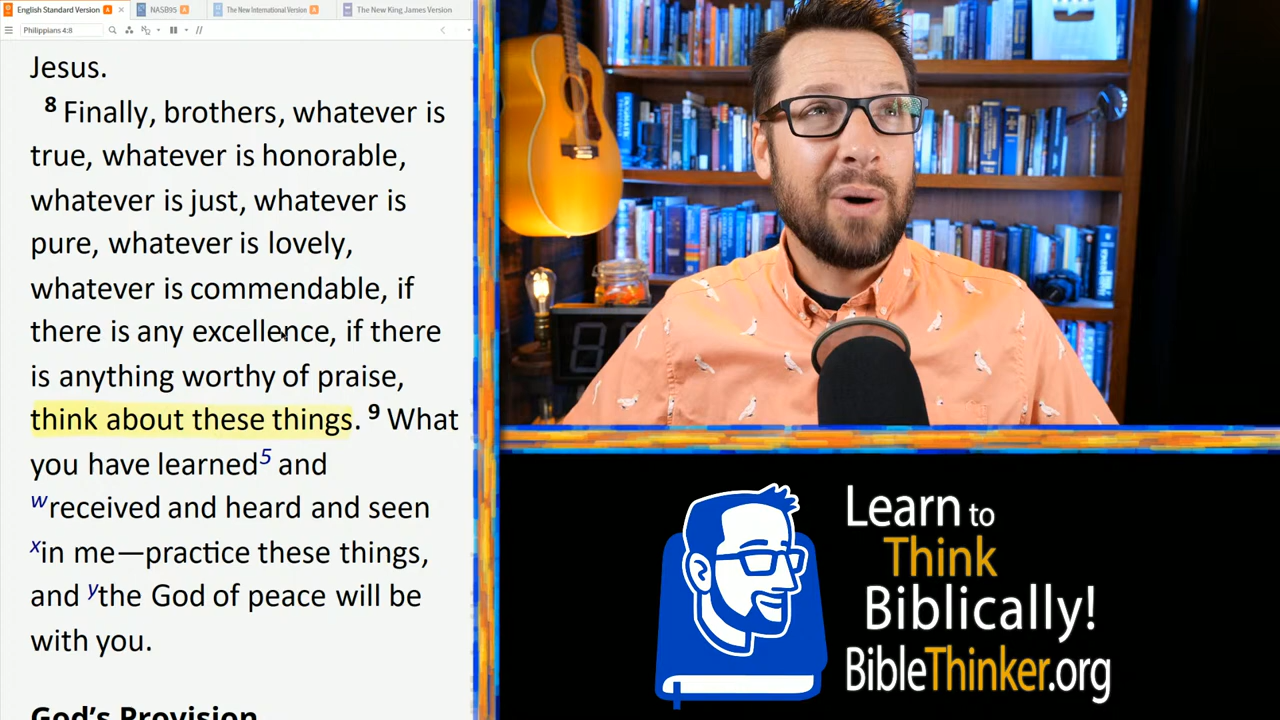 English Standard Version
NASB95
The New International Version
The New King James Version
Philippians 4:8
Jesus.
8 Finally, brothers, whatever is
true, whatever is honorable,
whatever is just, whatever is
pure, whatever is lovely,
whatever is commendable, if
there is any excellence, if there
is anything worthy of praise,
think about these things. 9 What
you have learned5 and
wreceived and heard and seen
xin me—practice these things,
and ythe God of peace will be
with you.
God's Provision
Learn to
Think
Biblically!
BibleThinker.org